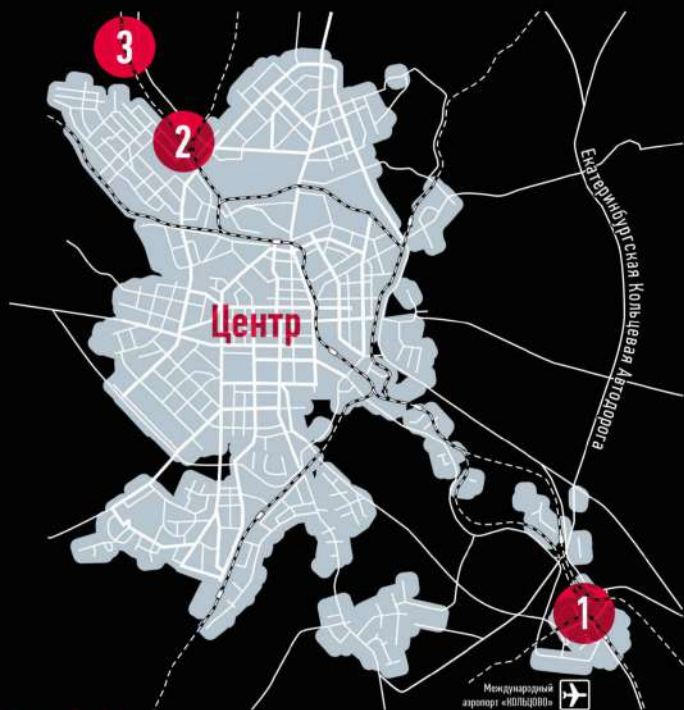 3
2
Екатеринбургская Кольцевая Автодорога
Центр
1
Международный
аэропорт «КОЛЬЦОВО»